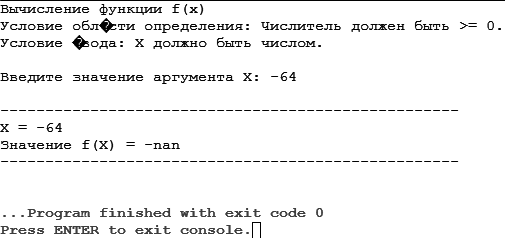 Вычисление функции f(x)
Условие обл�сти определения: Числитель должен быть >= 0.
Условие �вода: X должно быть числом.
Введите значение аргумента X: -64
----------------------------------------------------
X = -64
Значение f(X) = -nan
----------------------------------------------------
...Program finished with exit code 0
Press ENTER to exit console.